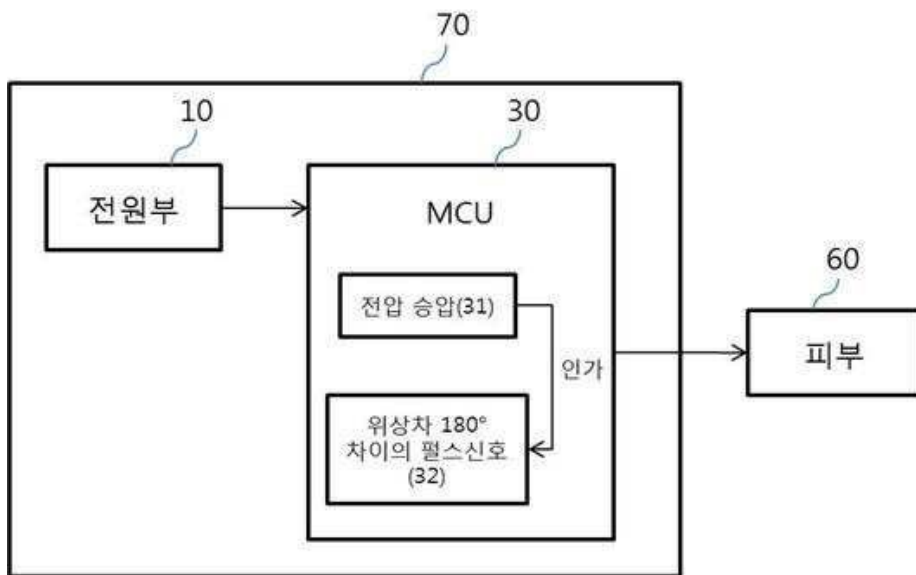 70
10
30
전원부
MCU
전압 승압(31)
60
인가
피부
위상차 180°
차이의 펄스신호
(32)